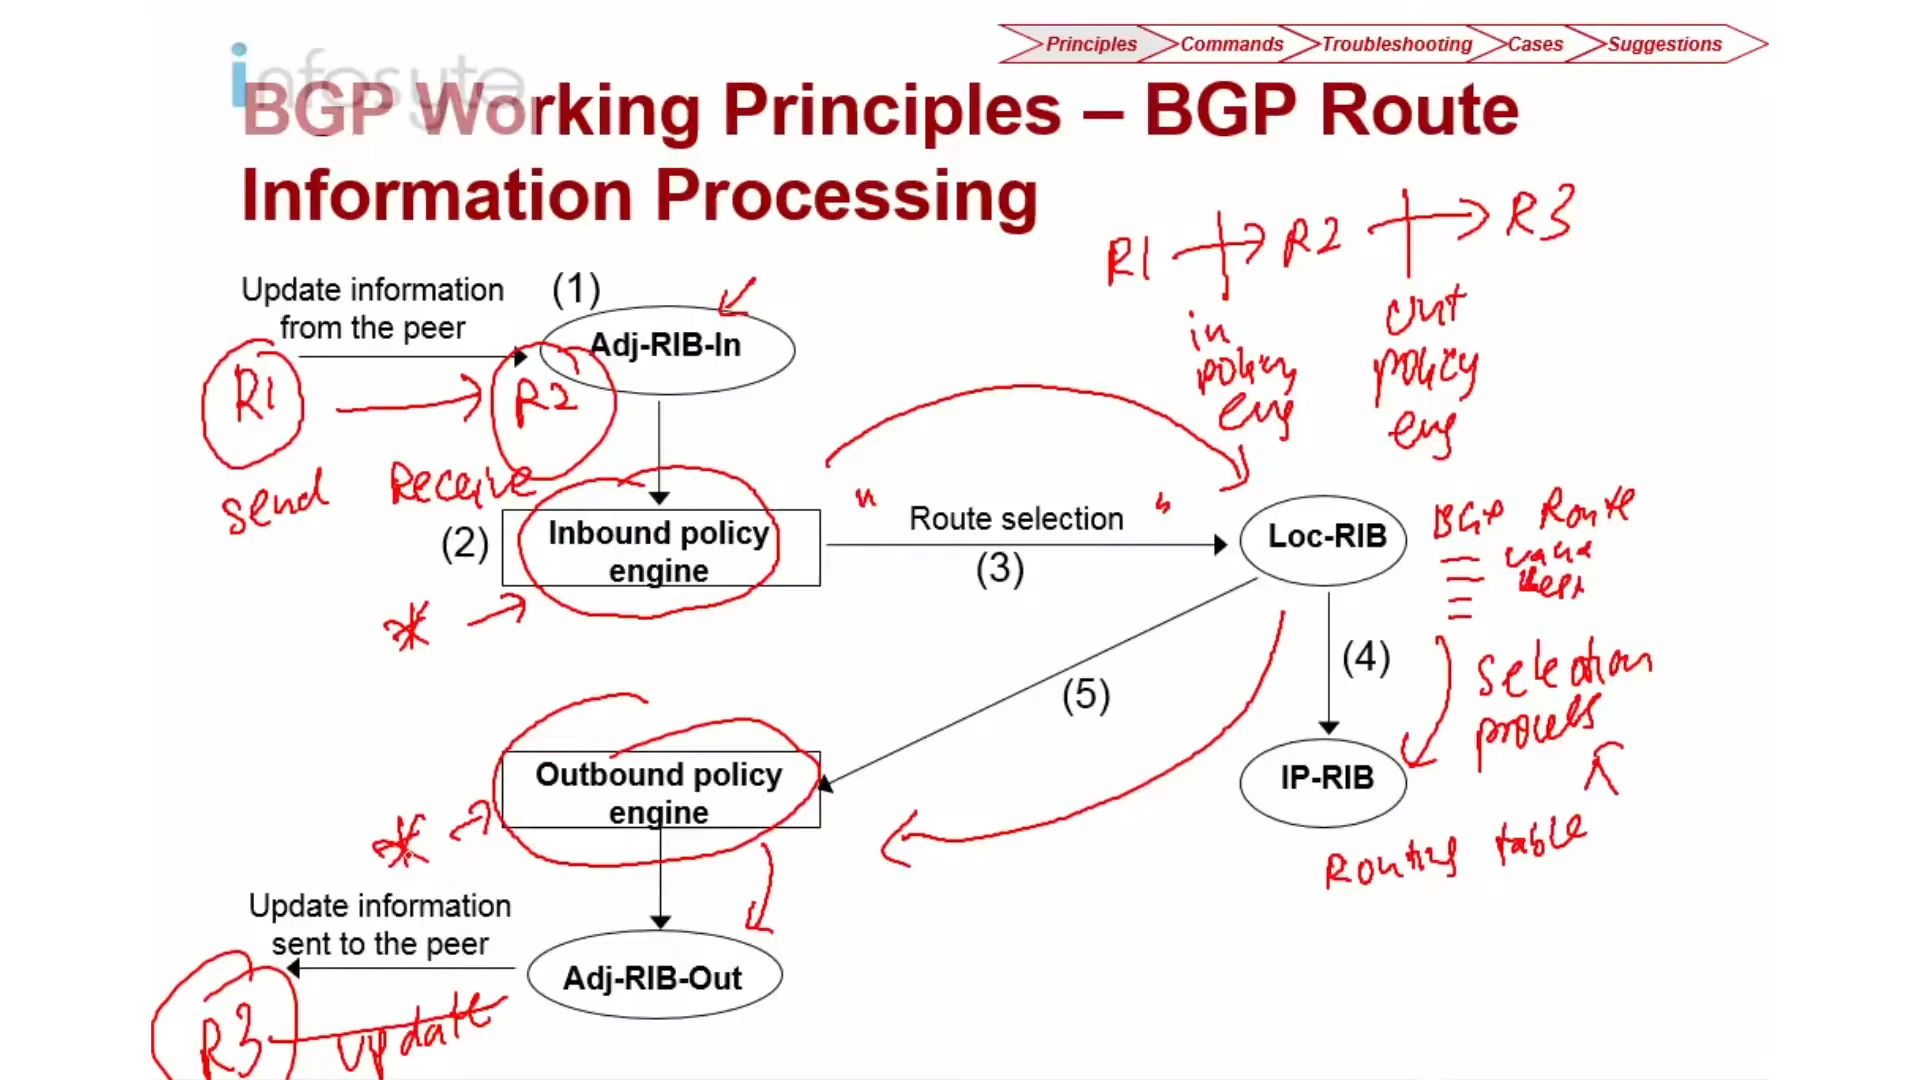 Principles Commands Troubleshooting Cases Suggestions
infosyte
BGP Working Principles – BGP Route
Information Processing
R1 R2 R3
in
policy
eng
out
policy
eng
Update information
from the peer
(1)
Adj-RIB-In
R1
R2
send Receive
(2)
Inbound policy
engine
" Route selection "
(3)
Loc-RIB
BGP Route
best
(4)
selection
process
(5)
IP-RIB
Routing table
Outbound policy
engine
Update information
sent to the peer
Adj-RIB-Out
R3 update